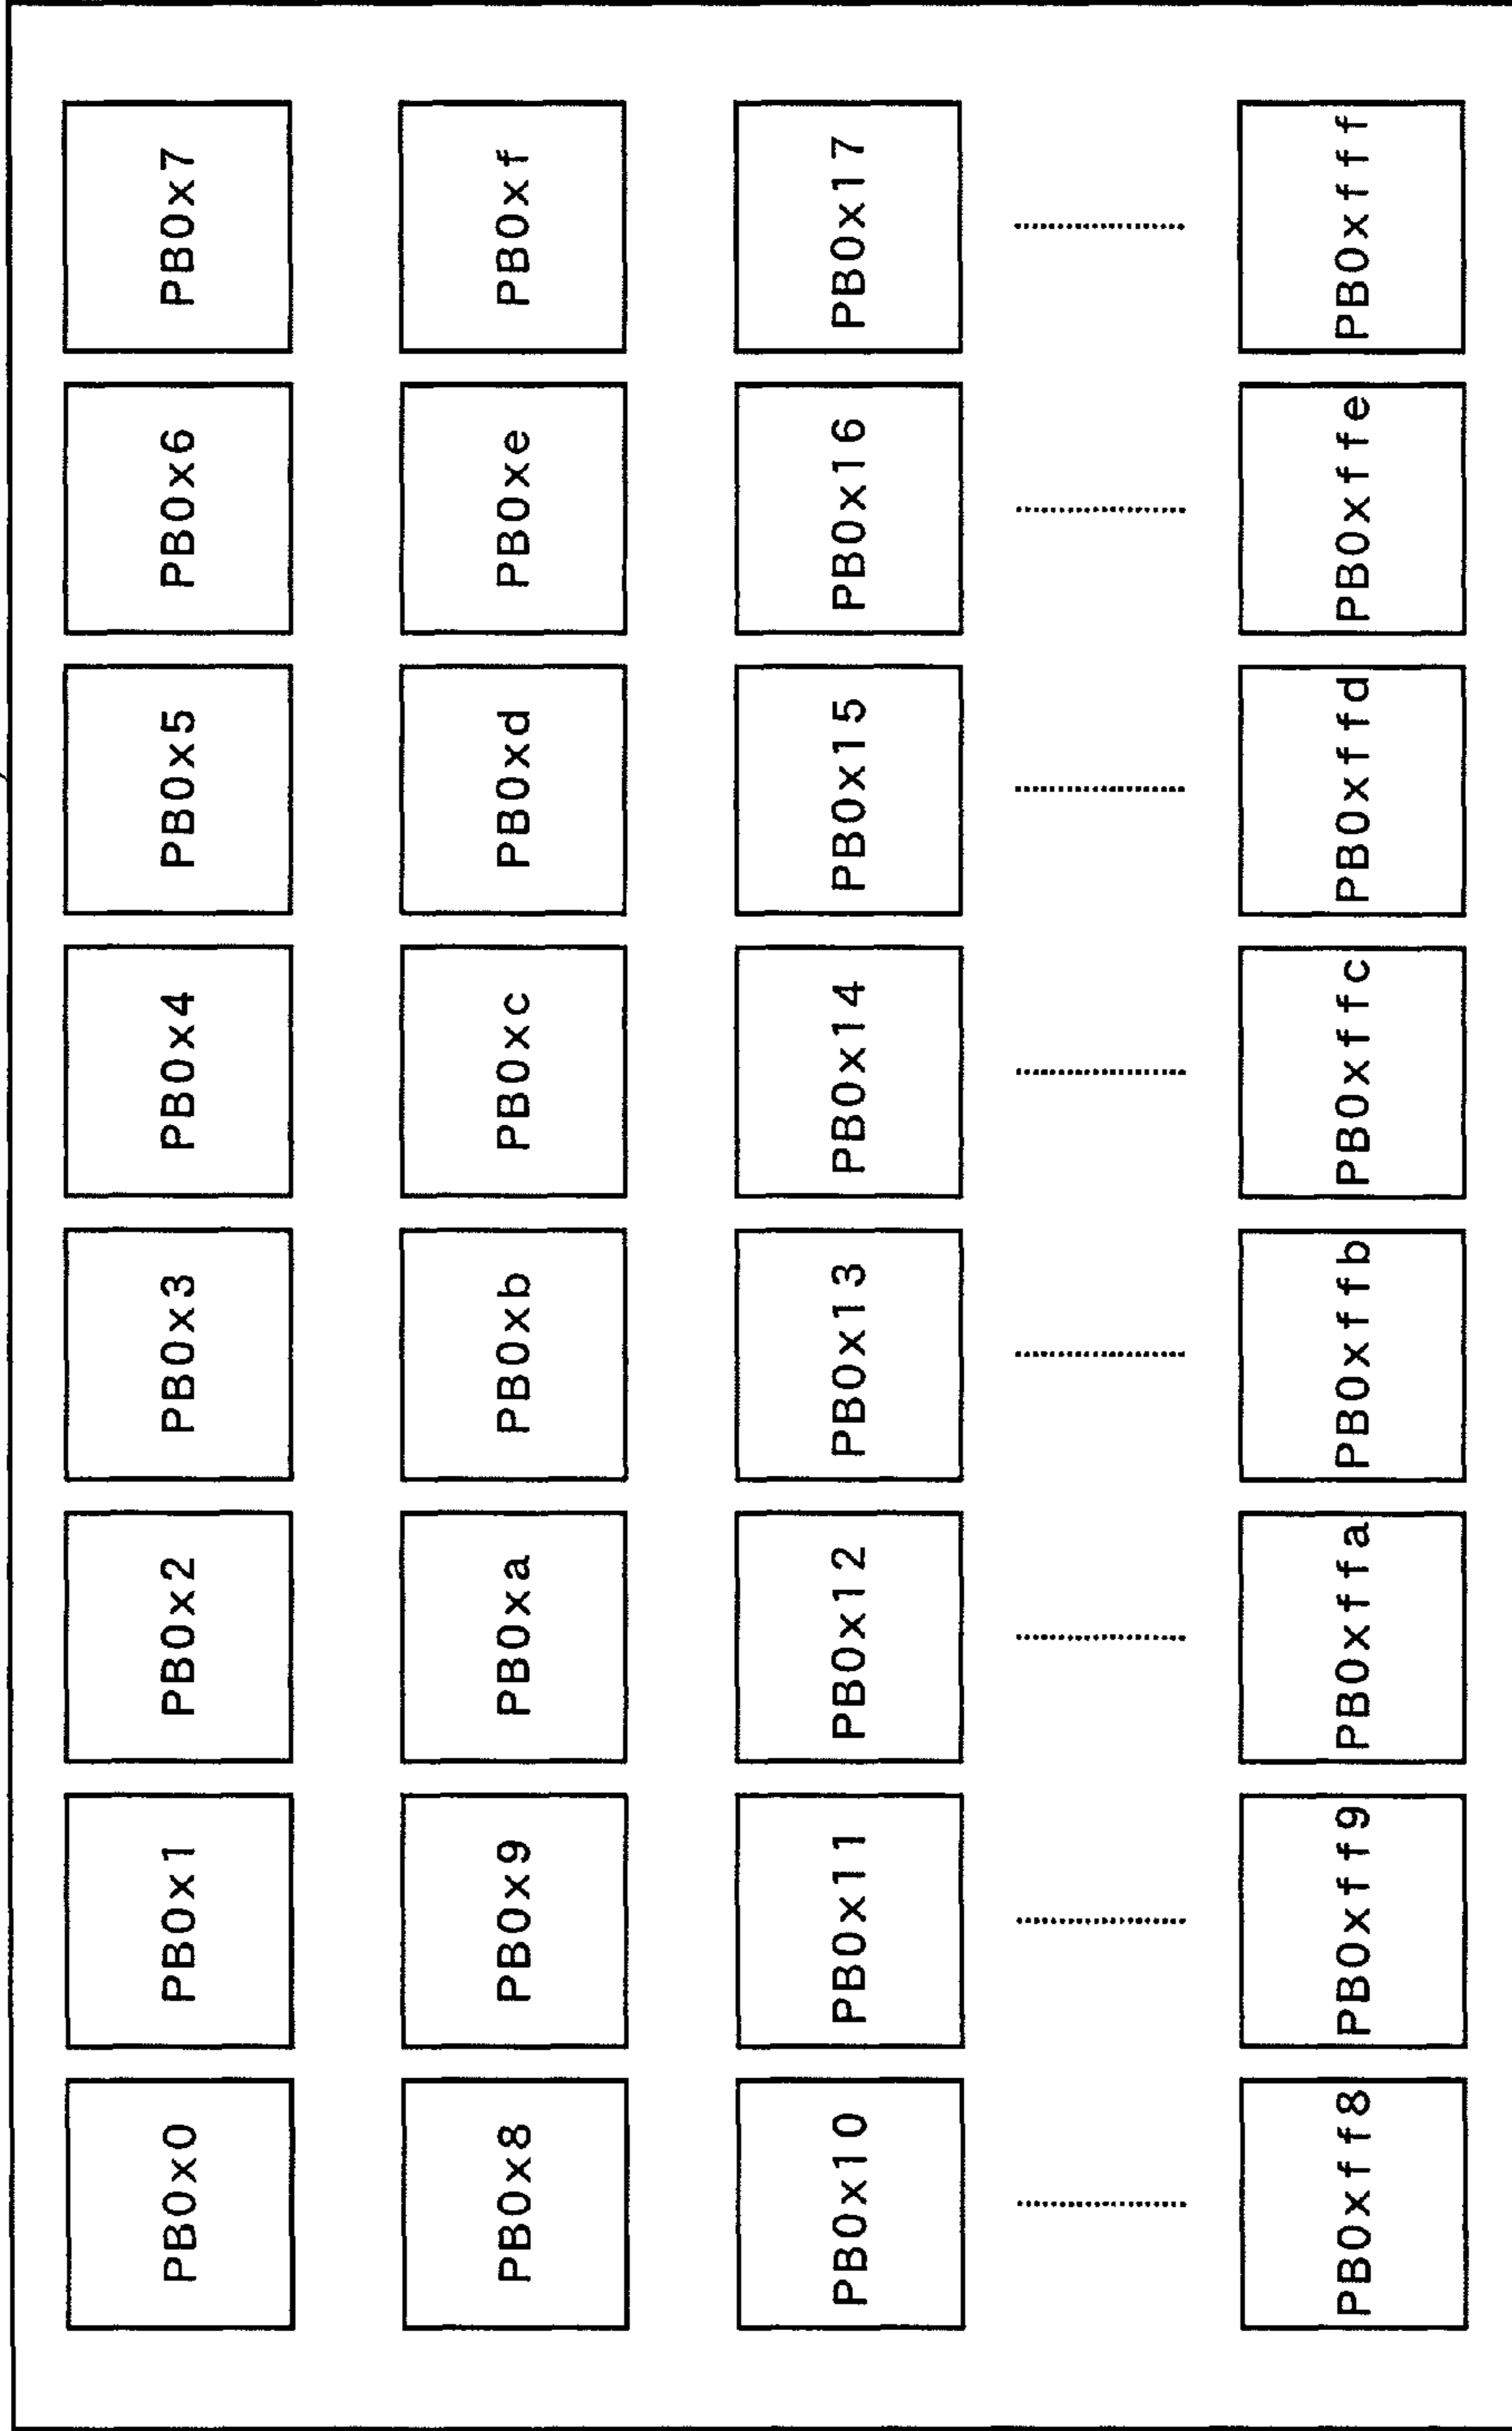 PB0x0 PB0x1 PB0x2 PB0x3 PB0x4 PB0x5 PB0x6 PB0x7
PB0x8 PB0x9 PB0xa PB0xb PB0xc PB0xd PB0xe PB0xf
PB0x10 PB0x11 PB0x12 PB0x13 PB0x14 PB0x15 PB0x16 PB0x17
PB0xff8 PB0xff9 PB0xffa PB0xffb PB0xffc PB0xffd PB0xffe PB0xfff